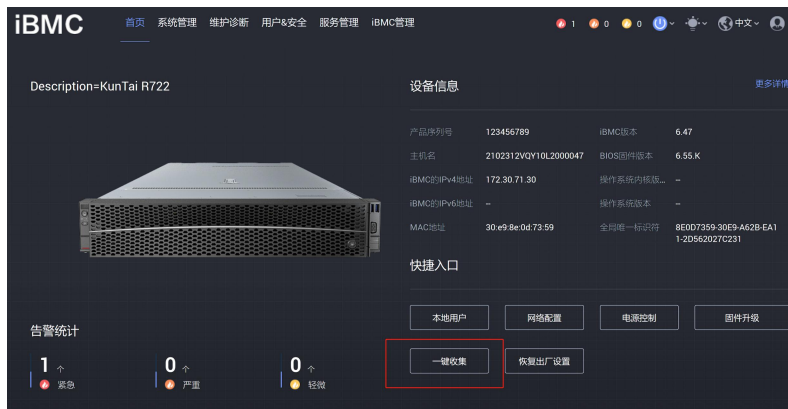 iBMC 首页 系统管理 维护诊断 用户&安全 服务管理 iBMC管理 1 0 0 中文
Description=KunTai R722
设备信息 更多详情
产品序列号 123456789 iBMC版本 6.47
主机名 2102312VQY10L2000047 BIOS固件版本 6.55.K
iBMC的IPv4地址 172.30.71.30 操作系统内核版... --
iBMC的IPv6地址 -- 操作系统版本 --
MAC地址 30:e9:8e:0d:73:59 全局唯一标识符 8E0D7359-30E9-A62B-EA1
1-2D562027C231
快捷入口
本地用户 网络配置 电源控制 固件升级
一键收集 恢复出厂设置
告警统计
1 个 0 个 0 个
紧急 严重 轻微